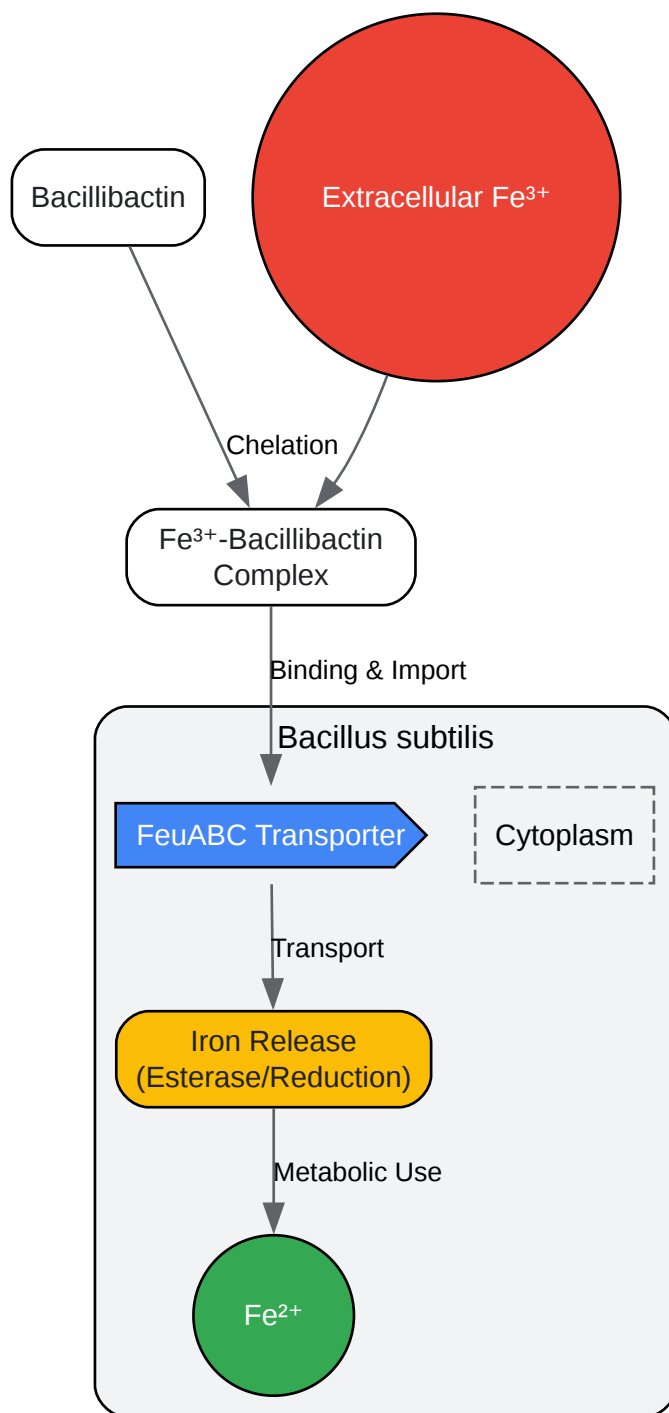 Bacillibactin
Extracellular Fe³⁺
Chelation
Fe³⁺-Bacillibactin
Complex
Binding & Import
Bacillus subtilis
FeuABC Transporter
Cytoplasm
Transport
Iron Release
(Esterase/Reduction)
Metabolic Use
Fe²⁺